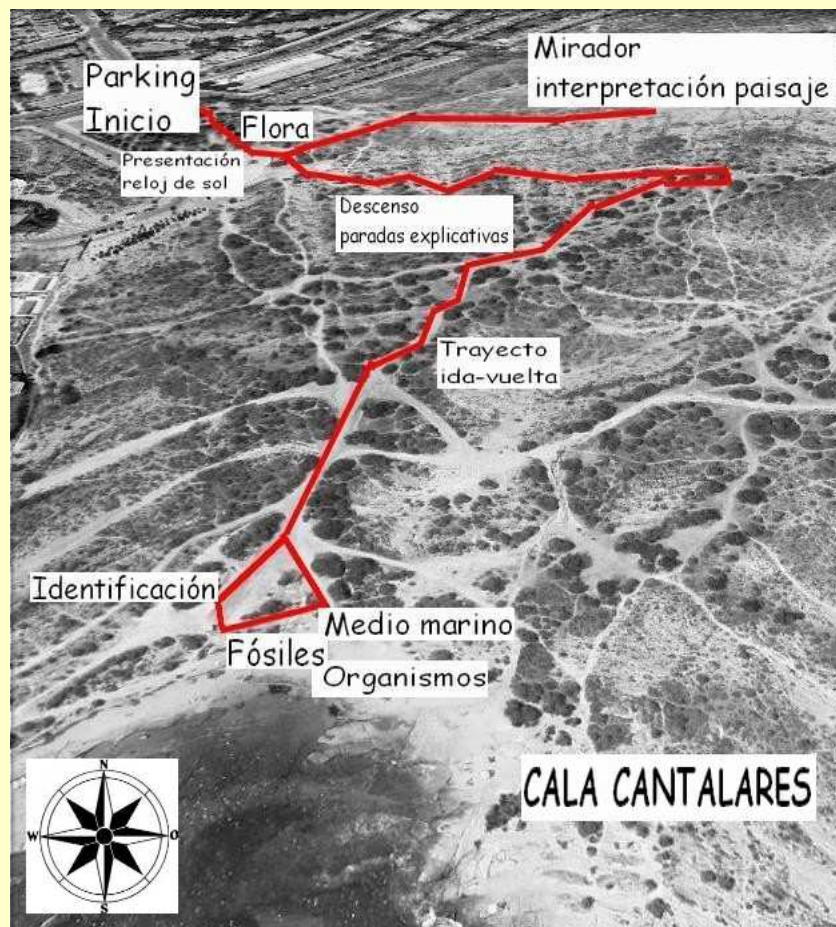 Mirador
interpretación paisaje
Parking
Inicio
Flora
Presentación
reloj de sol
Descenso
paradas explicativas
Trayecto
ida-vuelta
Identificación
Medio marino
Fósiles
Organismos
CALA CANTALARES
N
W
O
S